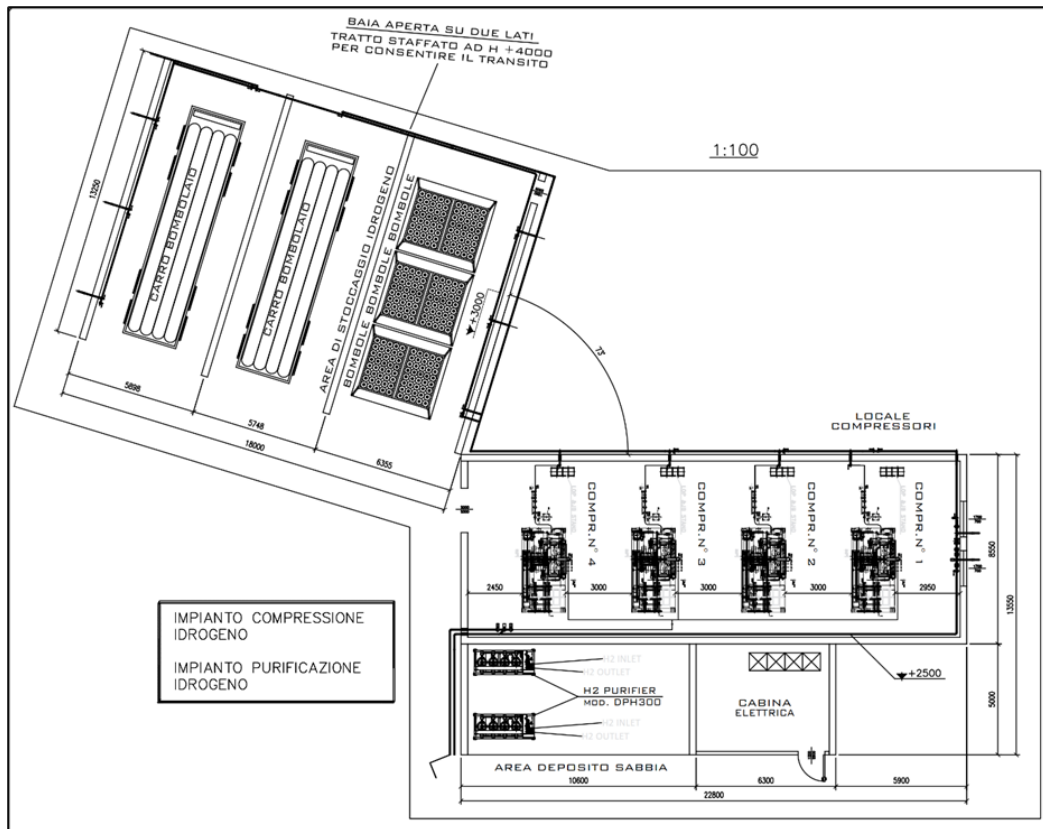 BAIA APERTA SU DUE LATI
TRATTO STAFFATO AD H +4000
PER CONSENTIRE IL TRANSITO
1:100
13250
CARRO BOMBOLAIO
CARRO BOMBOLAIO
AREA DI STOCCAGGIO IDROGENO
BOMBOLE BOMBOLE BOMBOLE
+3000
73°
5898
5748
18000
6355
LOCALE
COMPRESSORI
COMPR.N° 4
COMPR.N° 3
COMPR.N° 2
COMPR.N° 1
2450
3000
3000
3000
2950
8550
13550
IMPIANTO COMPRESSIONE
IDROGENO
IMPIANTO PURIFICAZIONE
IDROGENO
H2 INLET
H2 OUTLET
H2 PURIFIER
MOD. DPH300
H2 INLET
H2 OUTLET
CABINA
ELETTRICA
+2500
5000
AREA DEPOSITO SABBIA
10600
6300
5900
22800